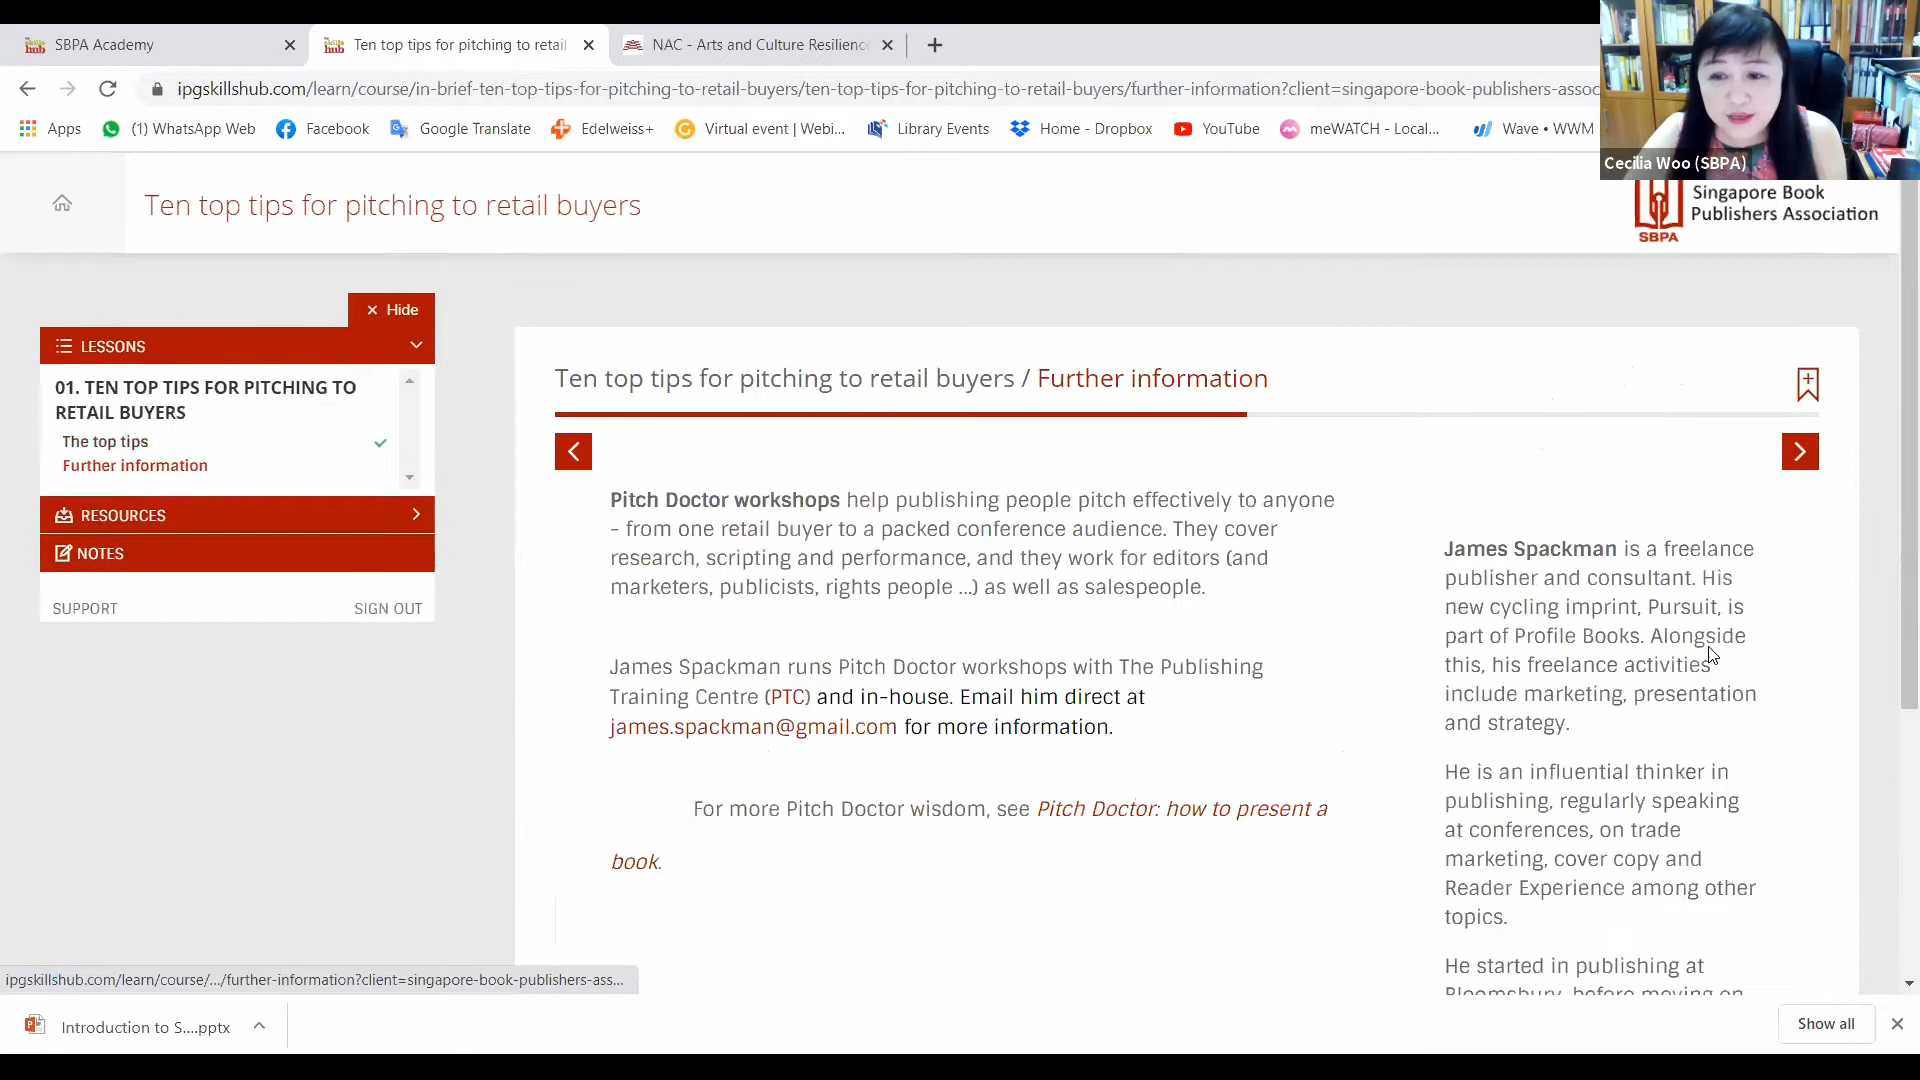 SBPA Academy
Ten top tips for pitching to retail
NAC - Arts and Culture Resilience
ipgskillshub.com/learn/course/in-brief-ten-top-tips-for-pitching-to-retail-buyers/ten-top-tips-for-pitching-to-retail-buyers/further-information?client=singapore-book-publishers-assoc
Apps
(1) WhatsApp Web
Facebook
Google Translate
Edelweiss+
Virtual event | Webi...
Library Events
Home - Dropbox
YouTube
meWATCH - Local...
Wave • WWM
Cecilia Woo (SBPA)
Ten top tips for pitching to retail buyers
Singapore Book
Publishers Association
SBPA
Hide
LESSONS
01. TEN TOP TIPS FOR PITCHING TO
RETAIL BUYERS
The top tips
Further information
RESOURCES
NOTES
SUPPORT
SIGN OUT
Ten top tips for pitching to retail buyers / Further information
Pitch Doctor workshops help publishing people pitch effectively to anyone
- from one retail buyer to a packed conference audience. They cover
research, scripting and performance, and they work for editors (and
marketers, publicists, rights people ...) as well as salespeople.
James Spackman runs Pitch Doctor workshops with The Publishing
Training Centre (PTC) and in-house. Email him direct at
james.spackman@gmail.com for more information.
For more Pitch Doctor wisdom, see Pitch Doctor: how to present a
book.
James Spackman is a freelance
publisher and consultant. His
new cycling imprint, Pursuit, is
part of Profile Books. Alongside
this, his freelance activities
include marketing, presentation
and strategy.
He is an influential thinker in
publishing, regularly speaking
at conferences, on trade
marketing, cover copy and
Reader Experience among other
topics.
He started in publishing at
Bloomsbury, before moving on
ipgskillshub.com/learn/course/.../further-information?client=singapore-book-publishers-ass...
Introduction to S....pptx
Show all